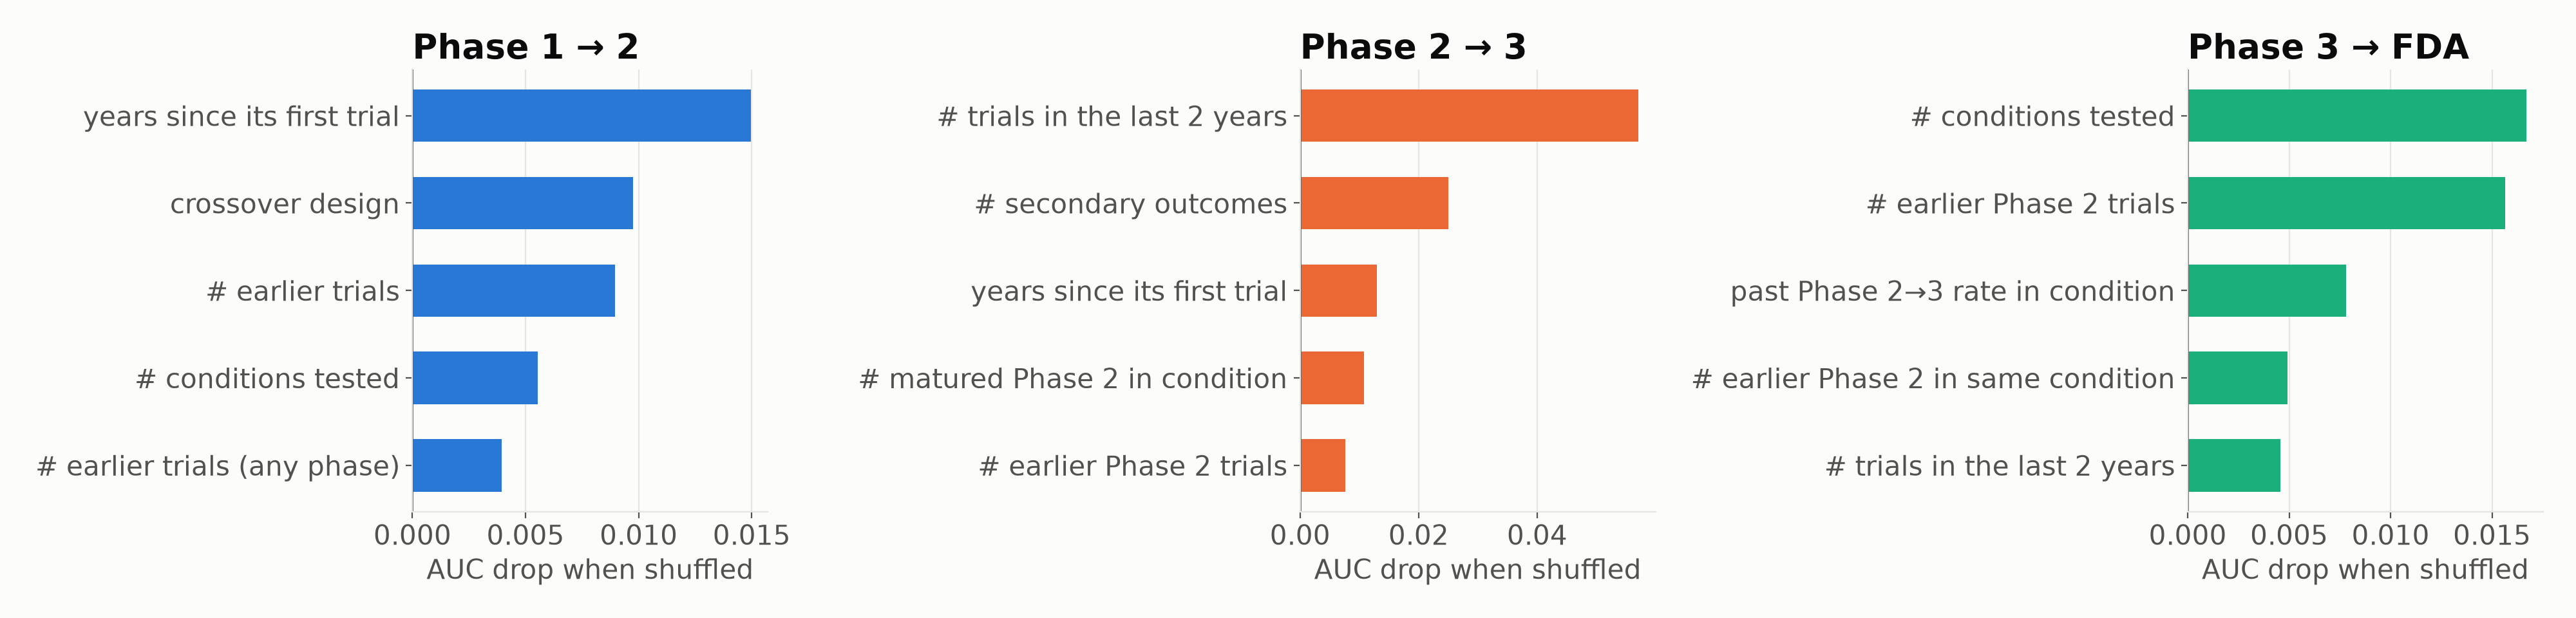 Phase 1 → 2
years since its first trial
crossover design
# earlier trials
# conditions tested
# earlier trials (any phase)
0.000 0.005 0.010 0.015
AUC drop when shuffled
Phase 2 → 3
# trials in the last 2 years
# secondary outcomes
years since its first trial
# matured Phase 2 in condition
# earlier Phase 2 trials
0.00 0.02 0.04
AUC drop when shuffled
Phase 3 → FDA
# conditions tested
# earlier Phase 2 trials
past Phase 2→3 rate in condition
# earlier Phase 2 in same condition
# trials in the last 2 years
0.000 0.005 0.010 0.015
AUC drop when shuffled